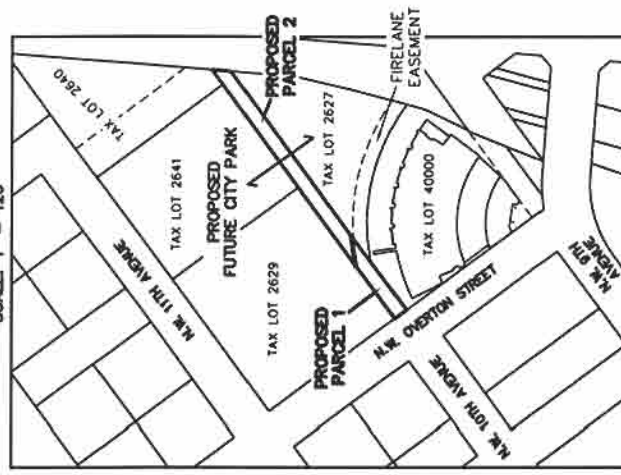 TAX LOT 2640
PROPOSED
PARCEL 2
FIRELANE
EASEMENT
N.W. 11TH AVENUE
TAX LOT 2641
PROPOSED
FUTURE CITY PARK
TAX LOT 2627
TAX LOT 2629
TAX LOT 40000
PROPOSED
PARCEL 1
N.W. OVERTON STREET
N.W. 10TH AVENUE
N.W. 9TH
AVENUE